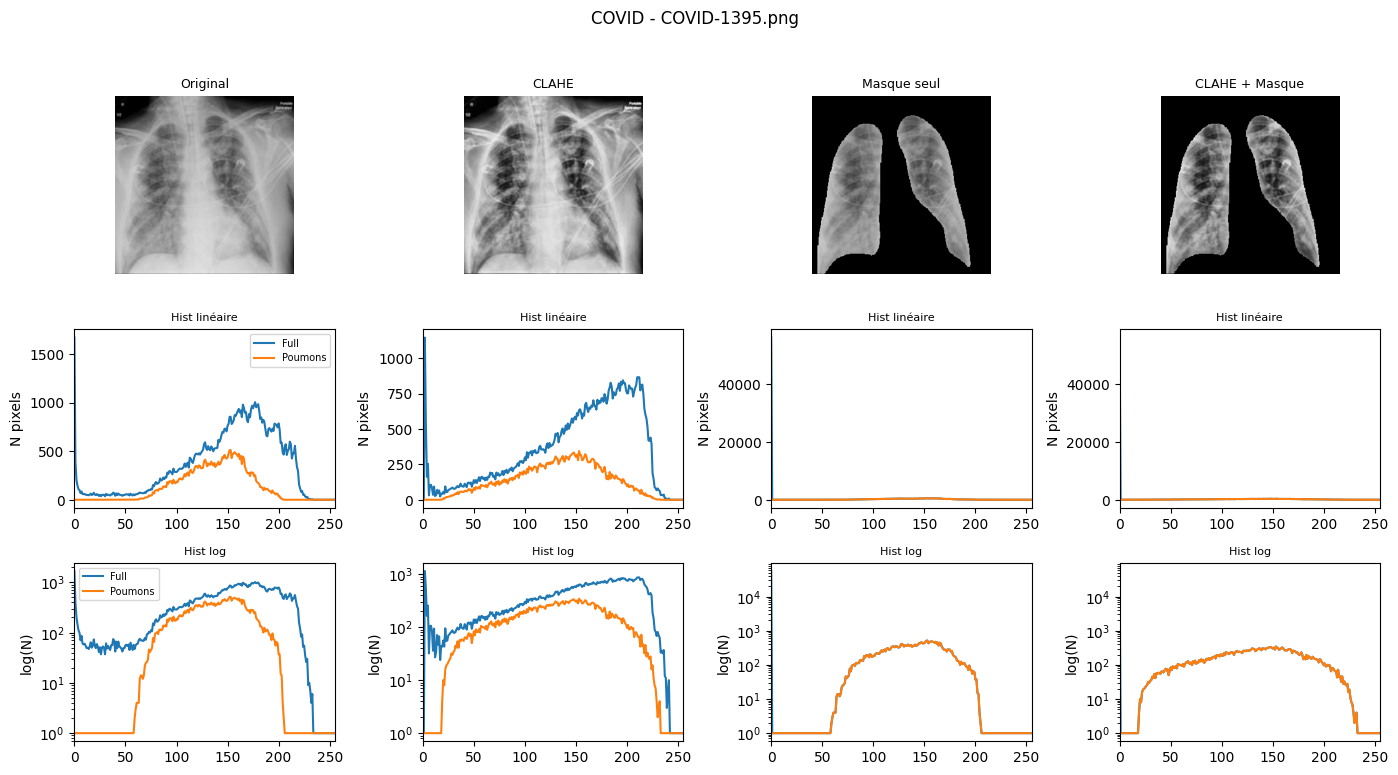 COVID - COVID-1395.png
Original
CLAHE
Masque seul
CLAHE + Masque
Hist linéaire
Hist linéaire
Hist linéaire
Hist linéaire
N pixels
1500
1000
500
0
Full
Poumons
0 50 100 150 200 250
N pixels
1000
750
500
250
0
0 50 100 150 200 250
N pixels
40000
20000
0
0 50 100 150 200 250
N pixels
40000
20000
0
0 50 100 150 200 250
Hist log
Hist log
Hist log
Hist log
log(N)
10³
10²
10¹
10⁰
Full
Poumons
0 50 100 150 200 250
log(N)
10³
10²
10¹
10⁰
0 50 100 150 200 250
log(N)
10⁴
10³
10²
10¹
10⁰
0 50 100 150 200 250
log(N)
10⁴
10³
10²
10¹
10⁰
0 50 100 150 200 250